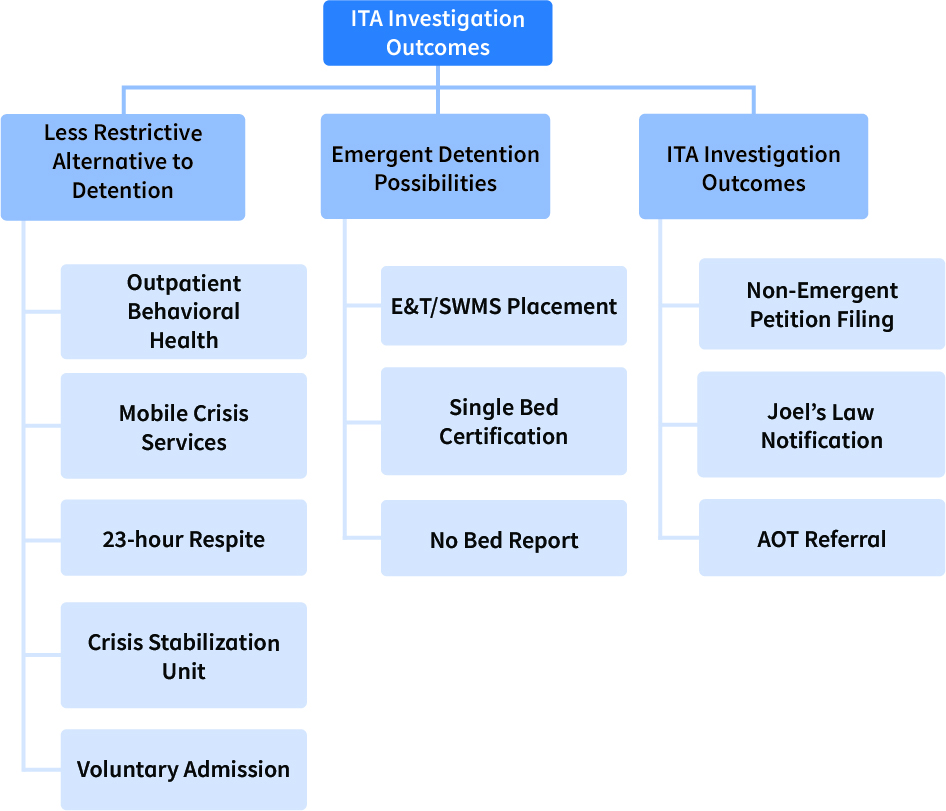 ITA Investigation
Outcomes
Less Restrictive
Alternative to
Detention
Outpatient
Behavioral
Health
Mobile Crisis
Services
23-hour Respite
Crisis Stabilization
Unit
Voluntary Admission
Emergent Detention
Possibilities
E&T/SWMS Placement
Single Bed
Certification
No Bed Report
ITA Investigation
Outcomes
Non-Emergent
Petition Filing
Joel’s Law
Notification
AOT Referral